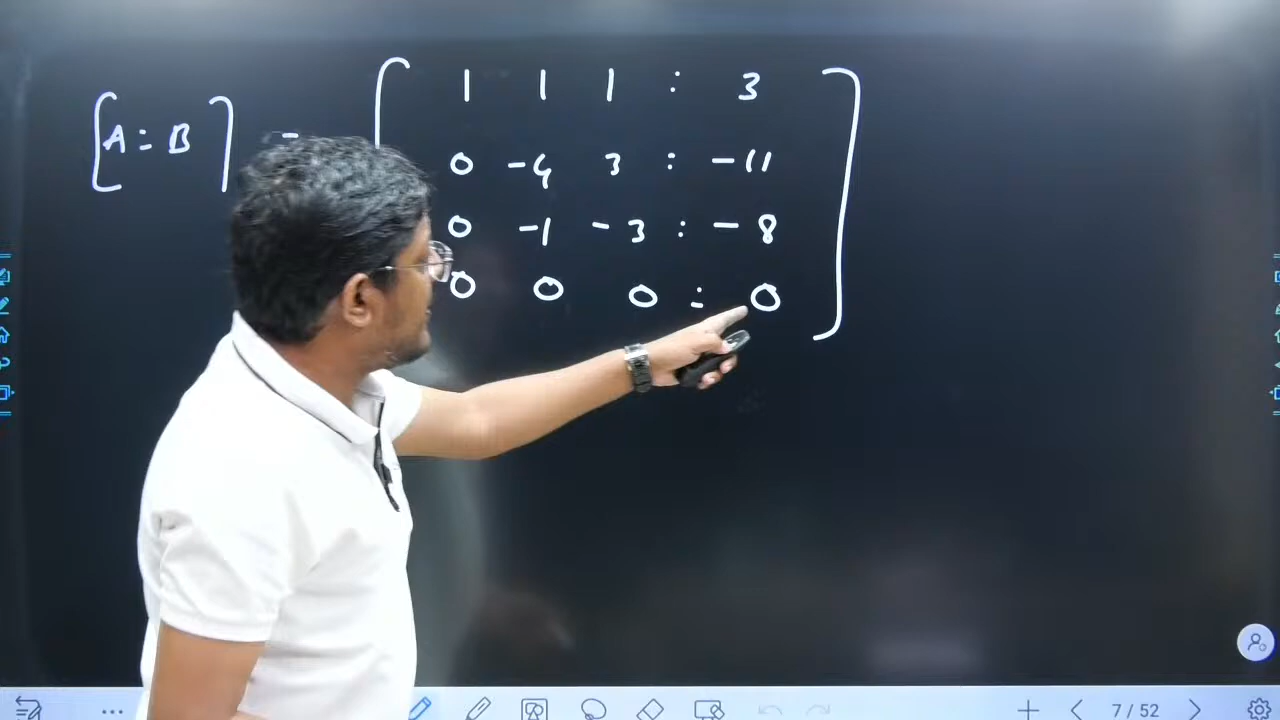 [A : B] = [ 1 1 1 : 3
0 -4 3 : -11
0 -1 -3 : -8
0 0 0 : 0 ]
7 / 52